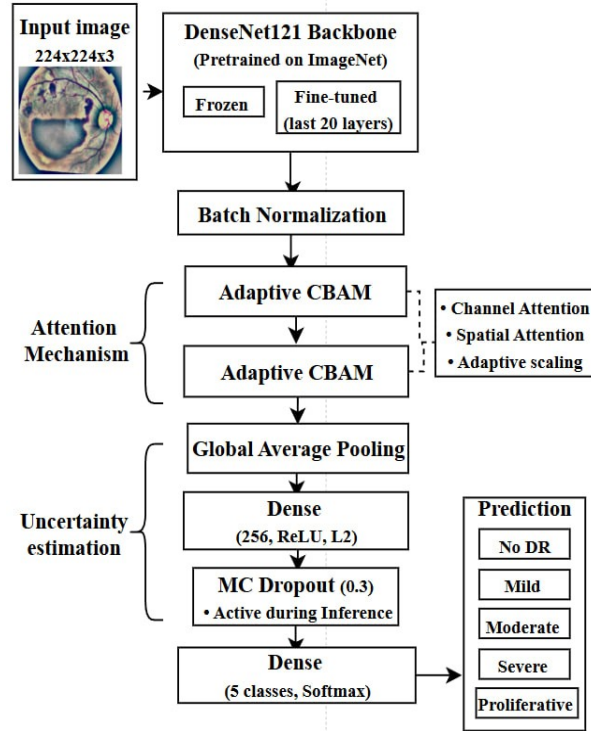 Input image
224x224x3
DenseNet121 Backbone
(Pretrained on ImageNet)
Frozen
Fine-tuned
(last 20 layers)
Batch Normalization
Attention
Mechanism
Adaptive CBAM
Adaptive CBAM
• Channel Attention
• Spatial Attention
• Adaptive scaling
Uncertainty
estimation
Global Average Pooling
Dense
(256, ReLU, L2)
MC Dropout (0.3)
• Active during Inference
Dense
(5 classes, Softmax)
Prediction
No DR
Mild
Moderate
Severe
Proliferative